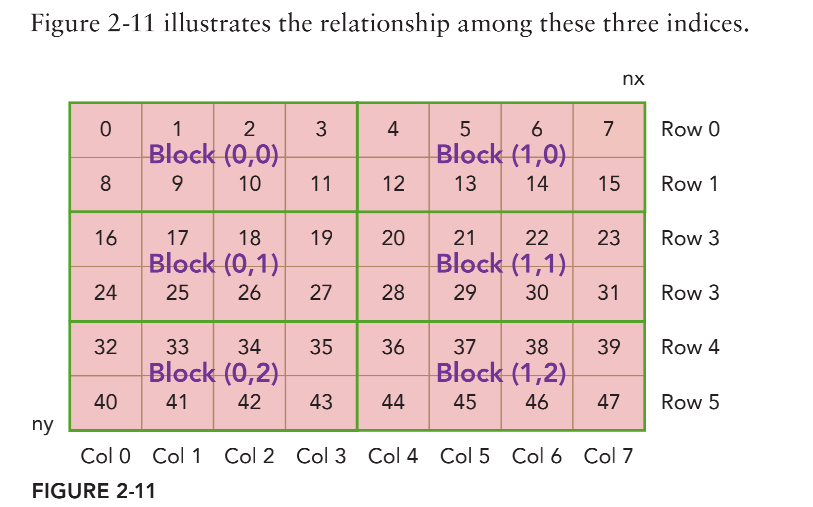 Figure 2-11 illustrates the relationship among these three indices.
nx
0 1 2 3 4 5 6 7 Row 0
Block (0,0) Block (1,0)
8 9 10 11 12 13 14 15 Row 1
16 17 18 19 20 21 22 23 Row 3
Block (0,1) Block (1,1)
24 25 26 27 28 29 30 31 Row 3
32 33 34 35 36 37 38 39 Row 4
Block (0,2) Block (1,2)
40 41 42 43 44 45 46 47 Row 5
ny
Col 0 Col 1 Col 2 Col 3 Col 4 Col 5 Col 6 Col 7
FIGURE 2-11